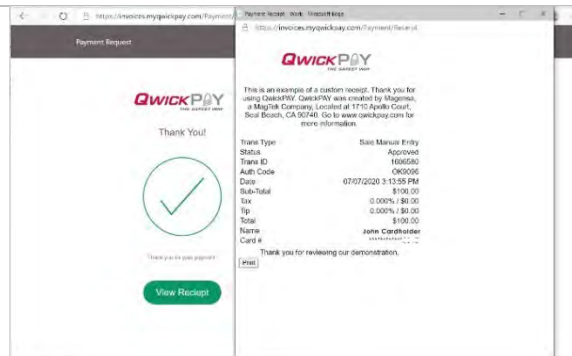 https://invoices.myqwickpay.com/Payment/
Payment Request
QWICKPAY
THE SAFEST WAY
Thank You!
Thank you for your payment
View Reciept
Payment Receipt - Work - Microsoft Edge
https://invoices.myqwickpay.com/Payment/Receipt
QWICKPAY
THE SAFEST WAY
This is an example of a custom receipt. Thank you for
using QwickPAY. QwickPAY was created by Magensa,
a MagTek Company, Located at 1710 Apollo Court,
Seal Beach, CA 90740. Go to www.qwickpay.com for
more information.
Trans Type Sale Manual Entry
Status Approved
Trans ID 1606580
Auth Code OK9096
Date 07/07/2020 3:13:55 PM
Sub-Total $100.00
Tax 0.000% / $0.00
Tip 0.000% / $0.00
Total $100.00
Name John Cardholder
Card #
Thank you for reviewing our demonstration.
Print